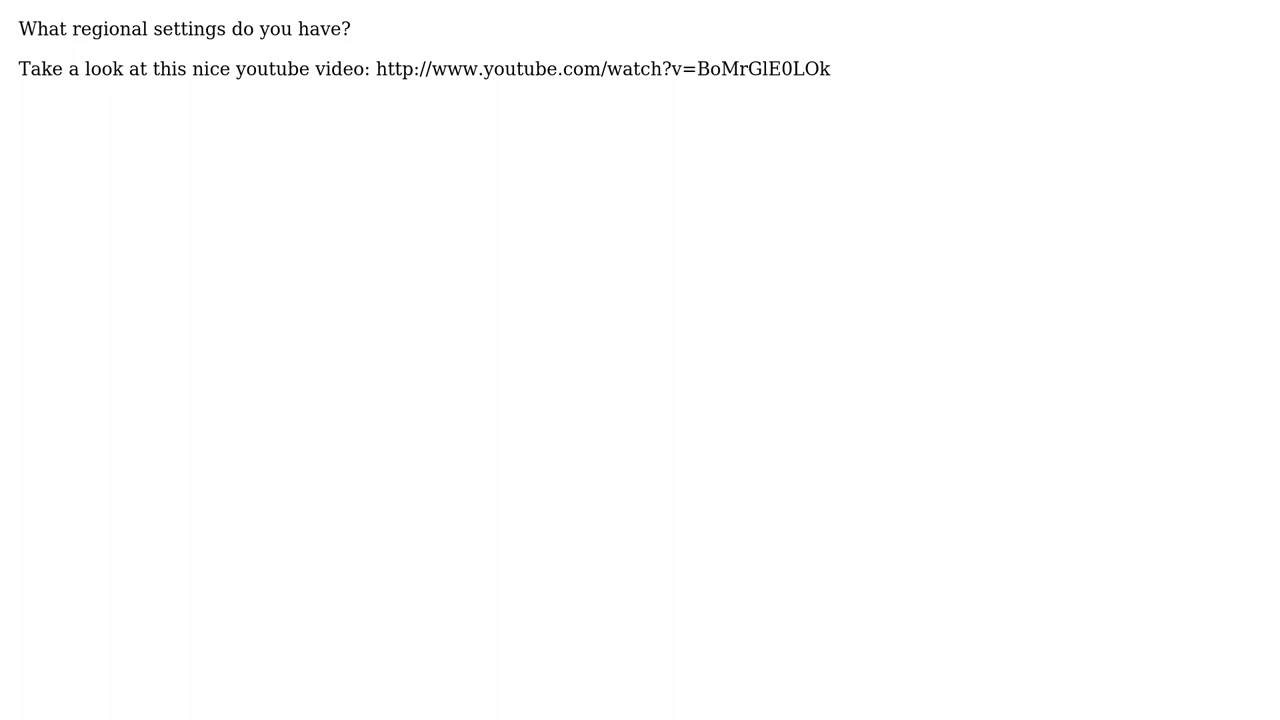 What regional settings do you have?
Take a look at this nice youtube video: http://www.youtube.com/watch?v=BoMrGlE0LOk